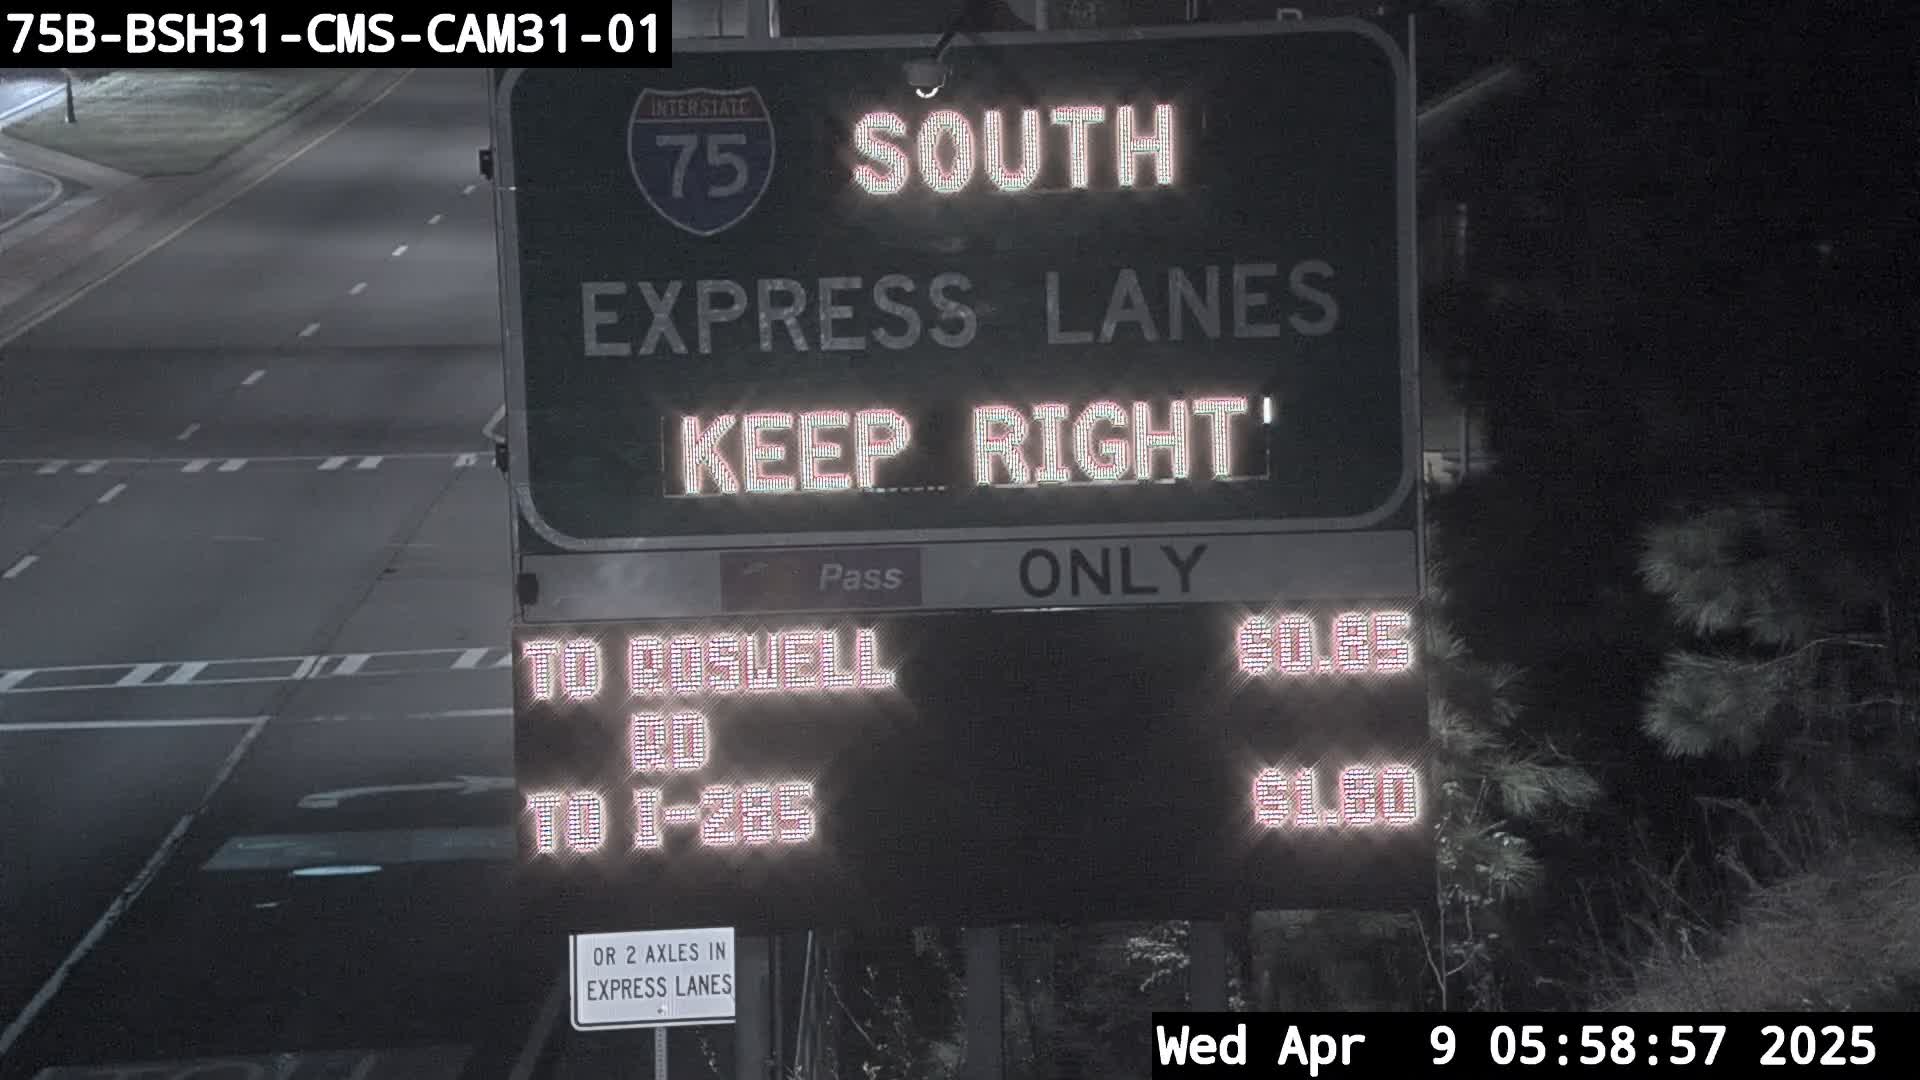 75B-BSH31-CMS-CAM31-01
INTERSTATE
75
SOUTH
EXPRESS LANES
KEEP RIGHT
Pass ONLY
TO ROSWELL $0.85
RD
TO I-285 $1.80
OR 2 AXLES IN
EXPRESS LANES
Wed Apr 9 05:58:57 2025